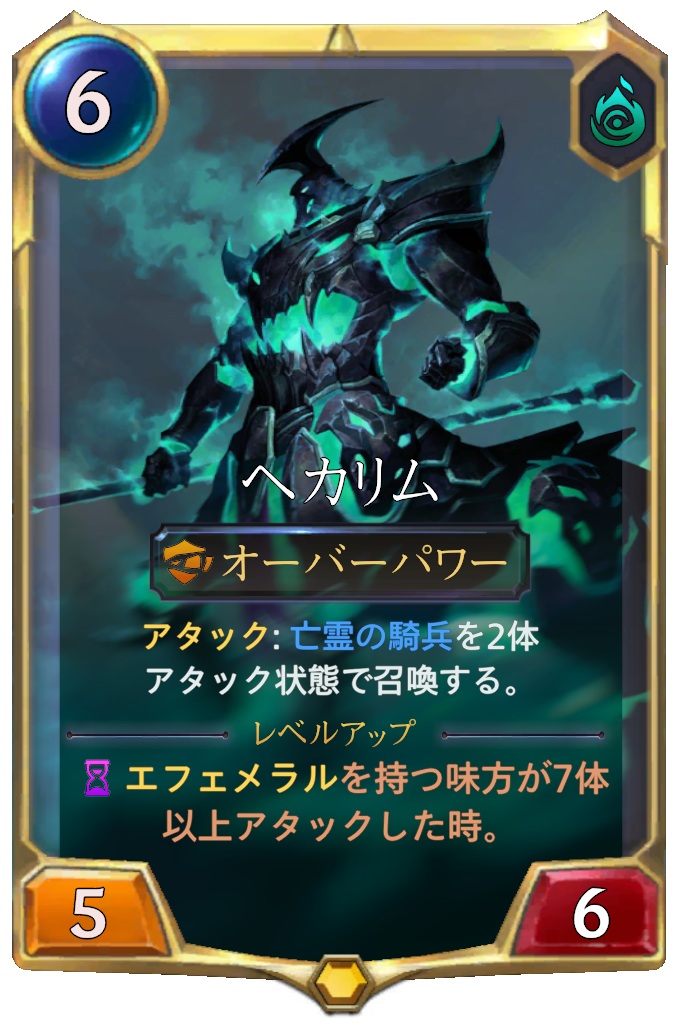 6
ヘカリム
オーバーパワー
アタック: 亡霊の騎兵を2体
アタック状態で召喚する。
レベルアップ
エフェメラルを持つ味方が7体
以上アタックした時。
5
6